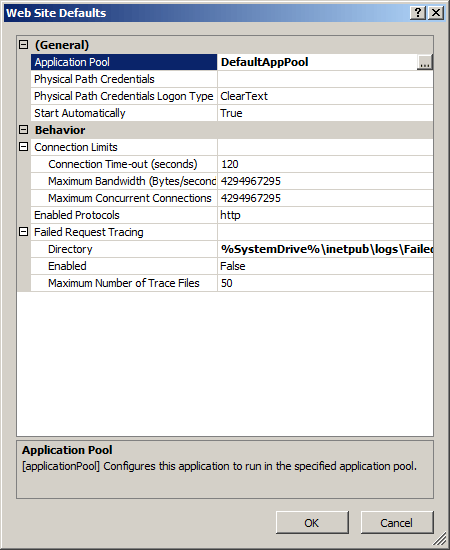 Web Site Defaults
(General)
Application Pool DefaultAppPool ...
Physical Path Credentials
Physical Path Credentials Logon Type ClearText
Start Automatically True
Behavior
Connection Limits
Connection Time-out (seconds) 120
Maximum Bandwidth (Bytes/second 4294967295
Maximum Concurrent Connections 4294967295
Enabled Protocols http
Failed Request Tracing
Directory %SystemDrive%\inetpub\logs\Failed
Enabled False
Maximum Number of Trace Files 50
Application Pool
[applicationPool] Configures this application to run in the specified application pool.
OK Cancel